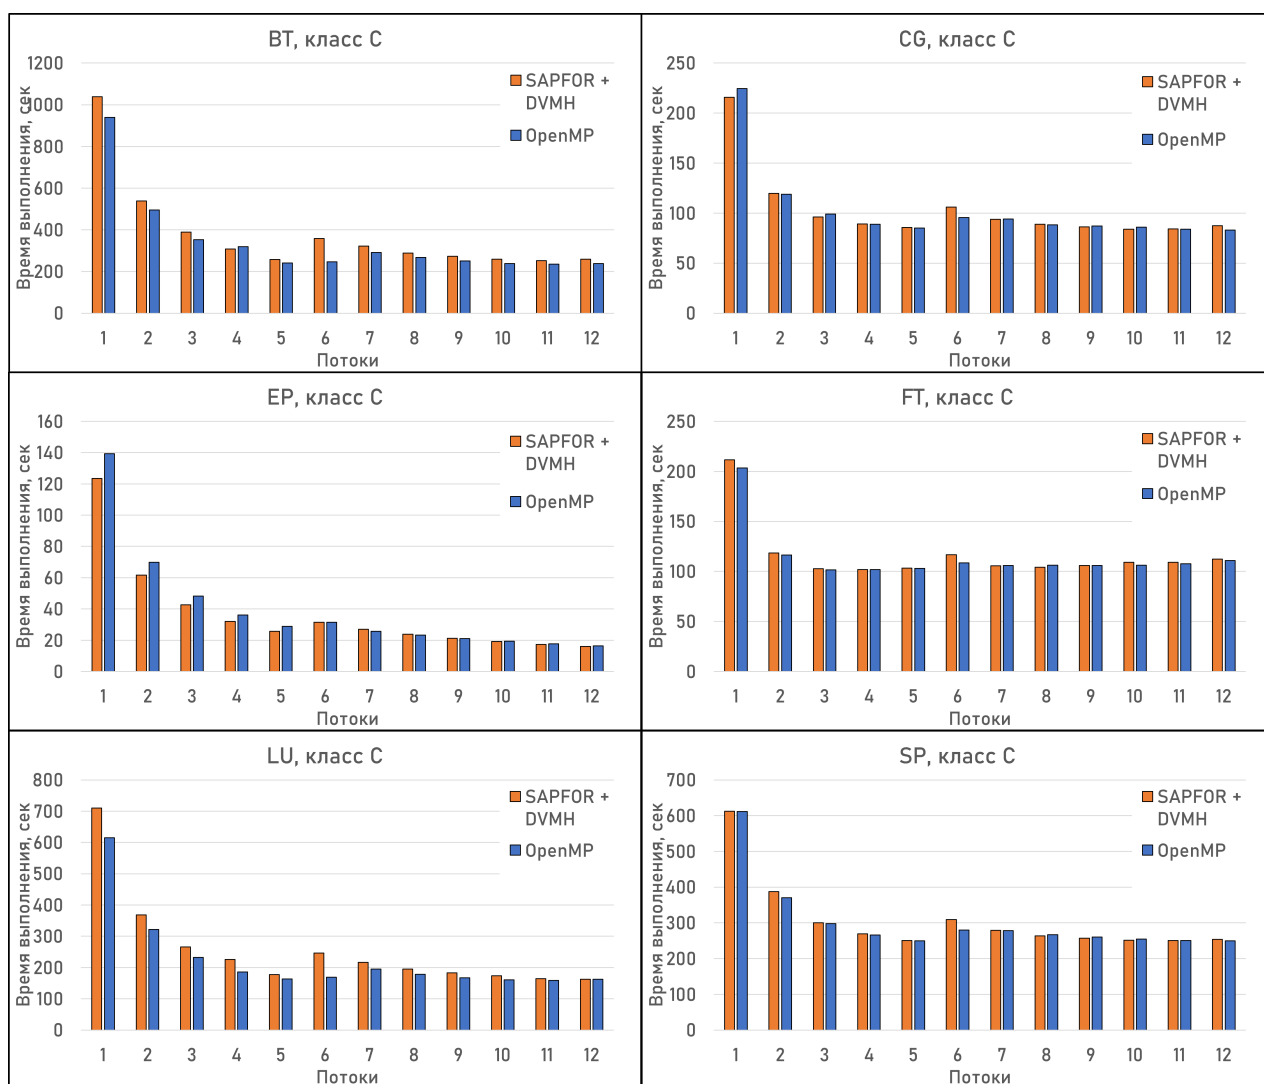 BT, класс C
Время выполнения, сек
1200
1000
800
600
400
200
0
SAPFOR +
DVMH
OpenMP
1 2 3 4 5 6 7 8 9 10 11 12
Потоки
CG, класс C
Время выполнения, сек
250
200
150
100
50
0
SAPFOR +
DVMH
OpenMP
1 2 3 4 5 6 7 8 9 10 11 12
Потоки
EP, класс C
Время выполнения, сек
160
140
120
100
80
60
40
20
0
SAPFOR +
DVMH
OpenMP
1 2 3 4 5 6 7 8 9 10 11 12
Потоки
FT, класс C
Время выполнения, сек
250
200
150
100
50
0
SAPFOR +
DVMH
OpenMP
1 2 3 4 5 6 7 8 9 10 11 12
Потоки
LU, класс C
Время выполнения, сек
800
700
600
500
400
300
200
100
0
SAPFOR +
DVMH
OpenMP
1 2 3 4 5 6 7 8 9 10 11 12
Потоки
SP, класс C
Время выполнения, сек
700
600
500
400
300
200
100
0
SAPFOR +
DVMH
OpenMP
1 2 3 4 5 6 7 8 9 10 11 12
Потоки